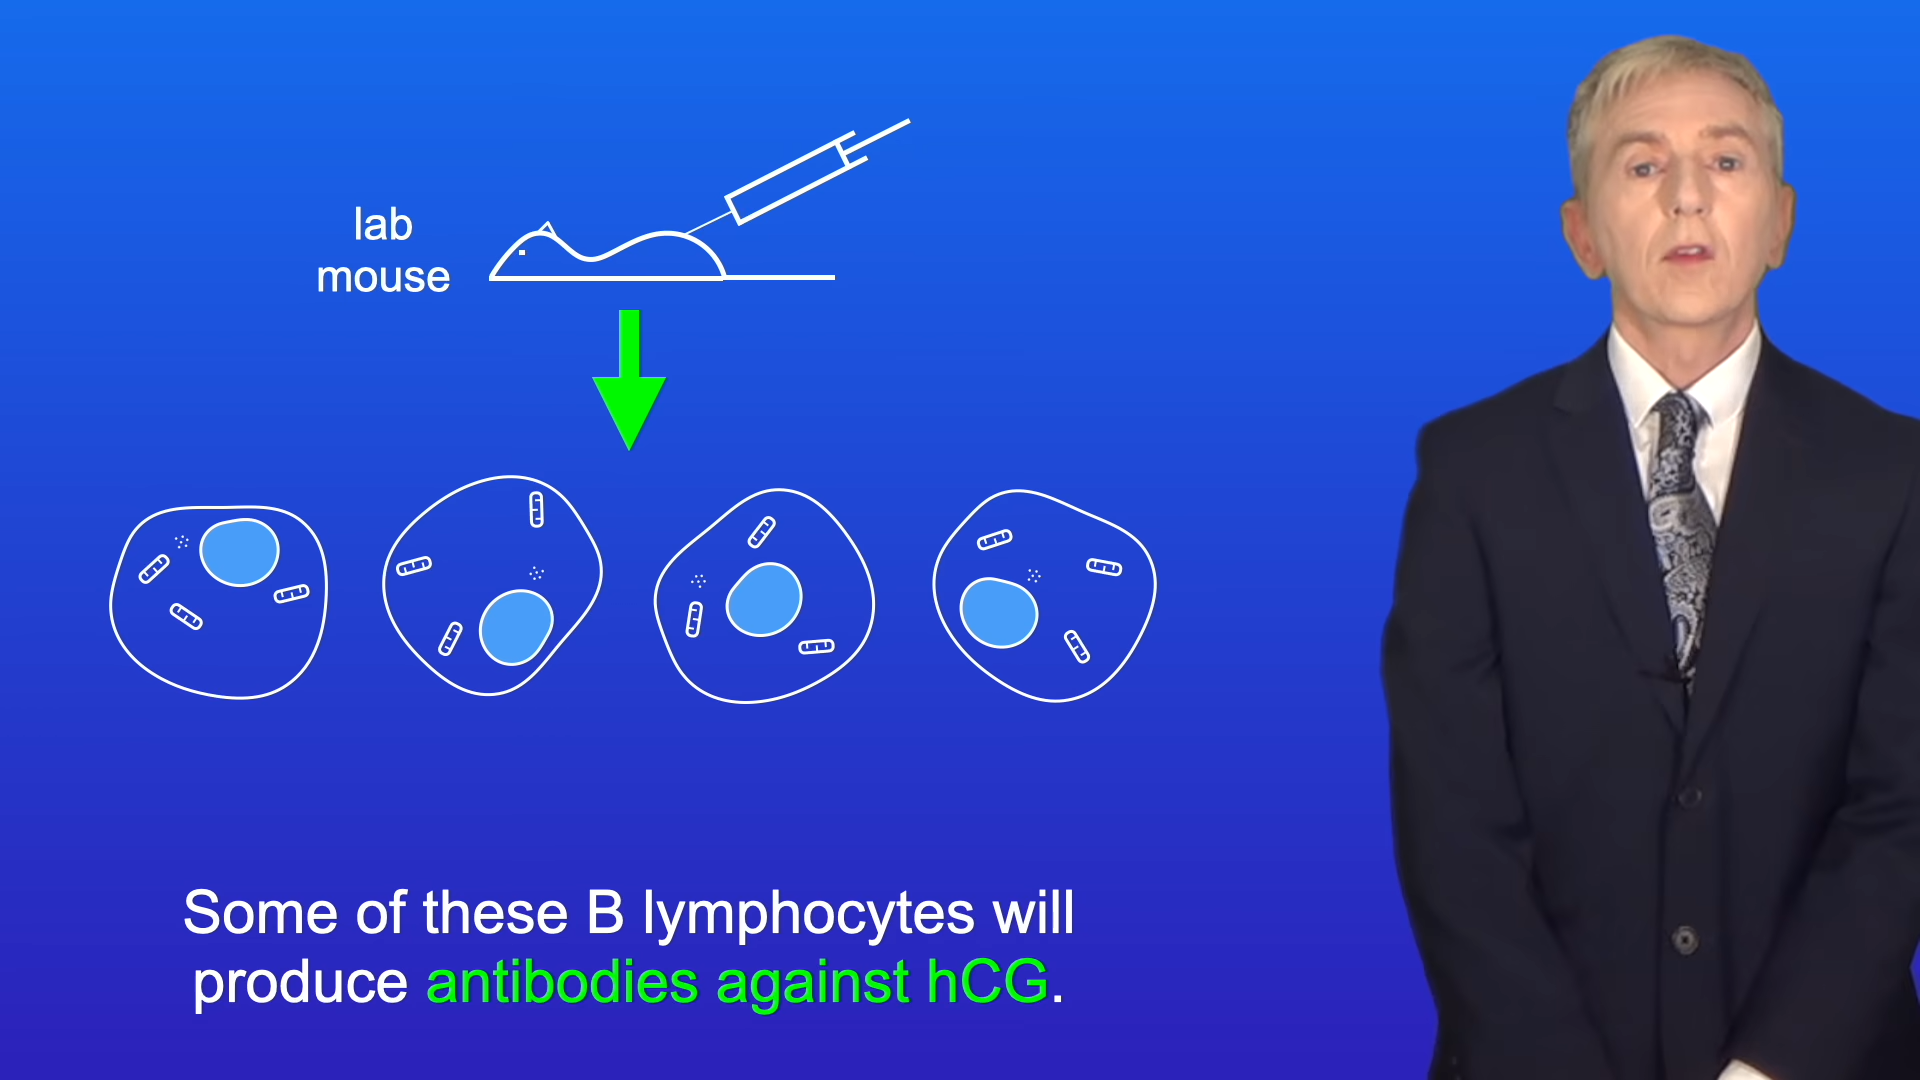 lab
mouse
Some of these B lymphocytes will
produce antibodies against hCG.